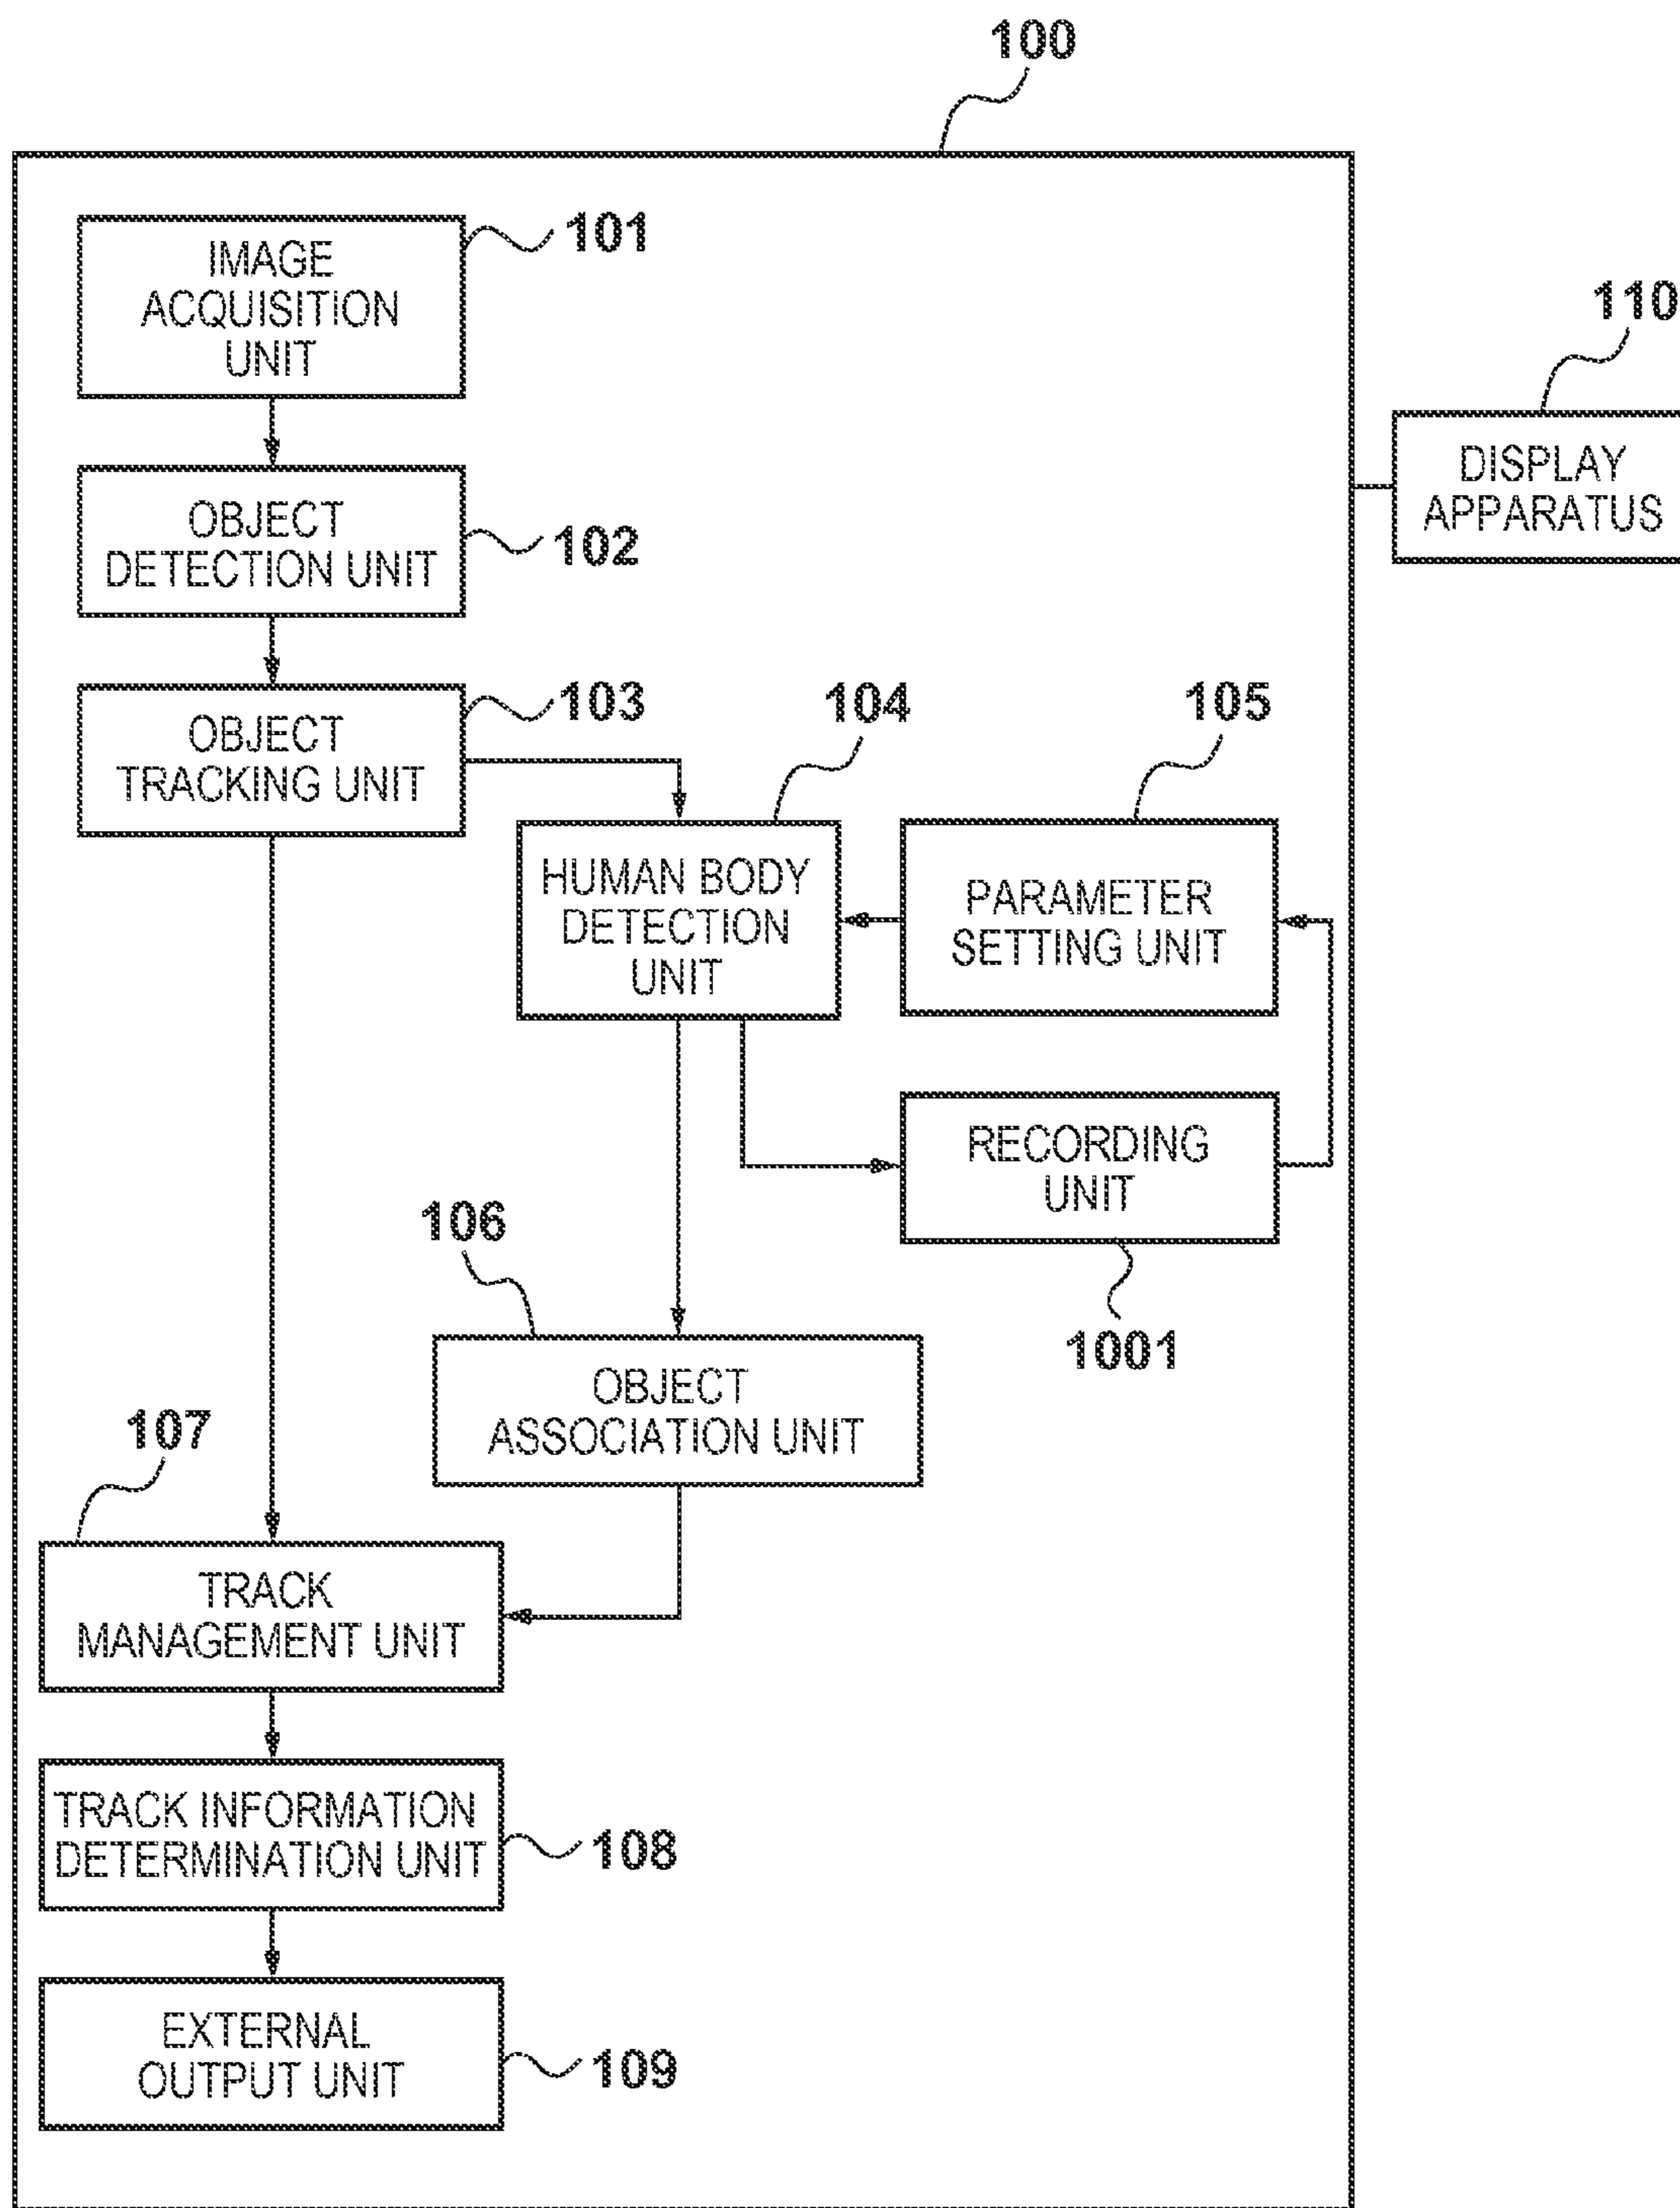 100
IMAGE
ACQUISITION
UNIT
101
110
DISPLAY
APPARATUS
OBJECT
DETECTION UNIT
102
OBJECT
TRACKING UNIT
103
104
105
HUMAN BODY
DETECTION
UNIT
PARAMETER
SETTING UNIT
RECORDING
UNIT
1001
106
OBJECT
ASSOCIATION UNIT
107
TRACK
MANAGEMENT UNIT
TRACK INFORMATION
DETERMINATION UNIT
108
EXTERNAL
OUTPUT UNIT
109